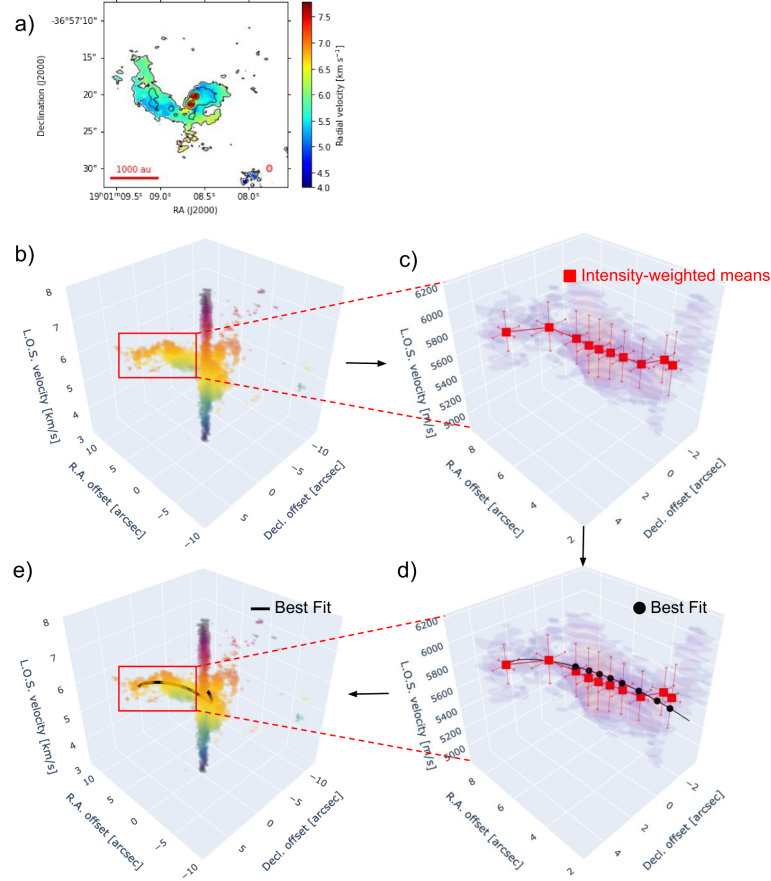 a)
-36°57'10"
15"
20"
25"
30"
Declination (J2000)
1000 au
19ʰ01ᵐ09.5ˢ 09.0ˢ 08.5ˢ 08.0ˢ
RA (J2000)
7.5
7.0
6.5
6.0
5.5
5.0
4.5
4.0
Radial velocity [km s⁻¹]
b)
8
7
6
5
4
3
L.O.S. velocity [km/s]
10
5
0
−5
−10
R.A. offset [arcsec]
−10
−5
0
5
Decl. offset [arcsec]
c)
Intensity-weighted means
6200
6000
5800
5600
5400
5200
5000
L.O.S. velocity [m/s]
8
6
4
2
R.A. offset [arcsec]
−2
0
2
4
Decl. offset [arcsec]
e)
Best Fit
8
7
6
5
4
3
L.O.S. velocity [km/s]
10
5
0
−5
−10
R.A. offset [arcsec]
−10
−5
0
5
Decl. offset [arcsec]
d)
Best Fit
6200
6000
5800
5600
5400
5200
5000
L.O.S. velocity [m/s]
8
6
4
2
R.A. offset [arcsec]
−2
0
2
4
Decl. offset [arcsec]